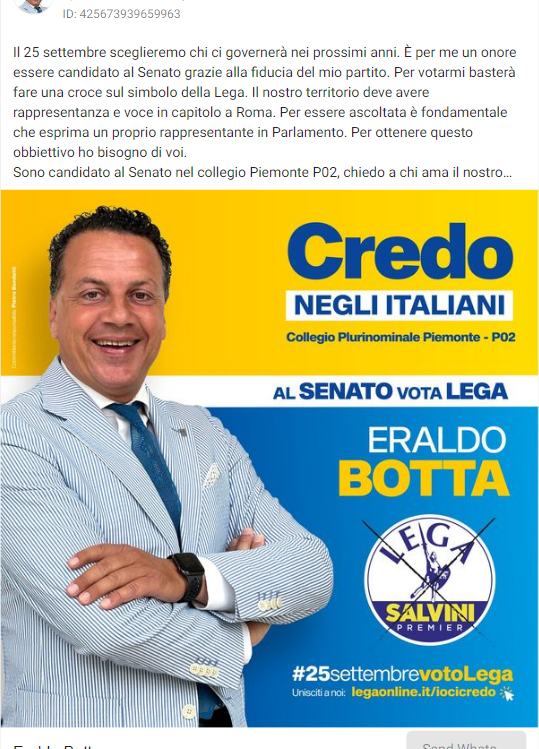 ID: 425673939659963
Il 25 settembre sceglieremo chi ci governerà nei prossimi anni. È per me un onore
essere candidato al Senato grazie alla fiducia del mio partito. Per votarmi basterà
fare una croce sul simbolo della Lega. Il nostro territorio deve avere
rappresentanza e voce in capitolo a Roma. Per essere ascoltata è fondamentale
che esprima un proprio rappresentante in Parlamento. Per ottenere questo
obbiettivo ho bisogno di voi.
Sono candidato al Senato nel collegio Piemonte P02, chiedo a chi ama il nostro...
Credo
NEGLI ITALIANI
Collegio Plurinominale Piemonte - P02
AL SENATO VOTA LEGA
ERALDO
BOTTA
LEGA
SALVINI
PREMIER
#25settembrevotoLega
Unisciti a noi: legaonline.it/iocicredo